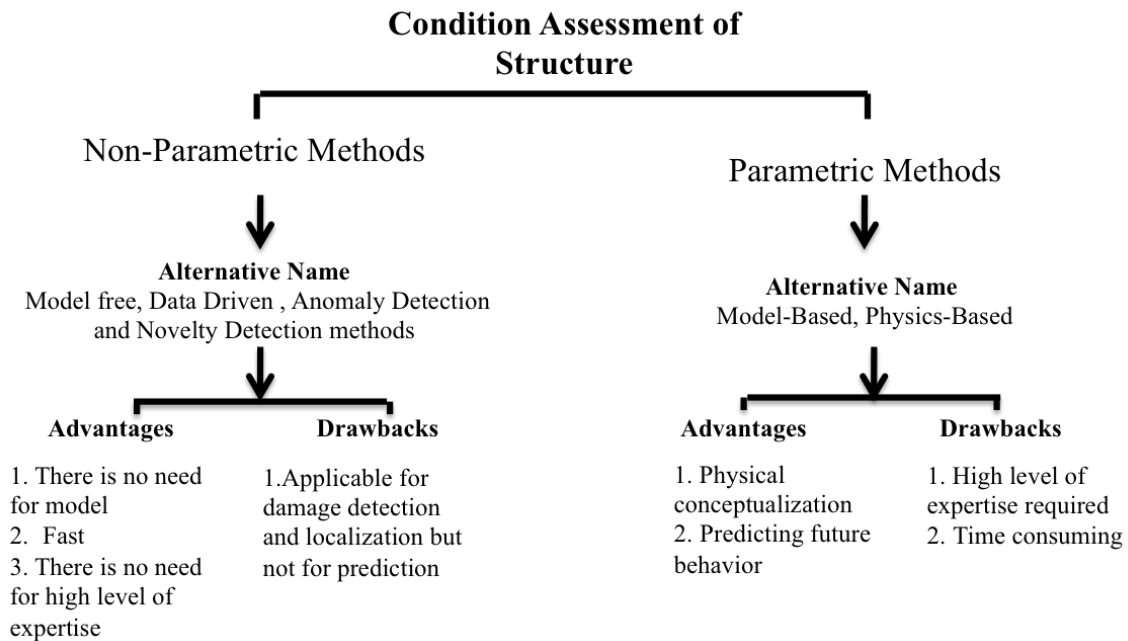 Condition Assessment of
Structure
Non-Parametric Methods
Alternative Name
Model free, Data Driven , Anomaly Detection
and Novelty Detection methods
Advantages
1. There is no need
for model
2.  Fast
3. There is no need
for high level of
expertise
Drawbacks
1.Applicable for
damage detection
and localization but
not for prediction
Parametric Methods
Alternative Name
Model-Based, Physics-Based
Advantages
1. Physical
conceptualization
2. Predicting future
behavior
Drawbacks
1. High level of
expertise required
2. Time consuming